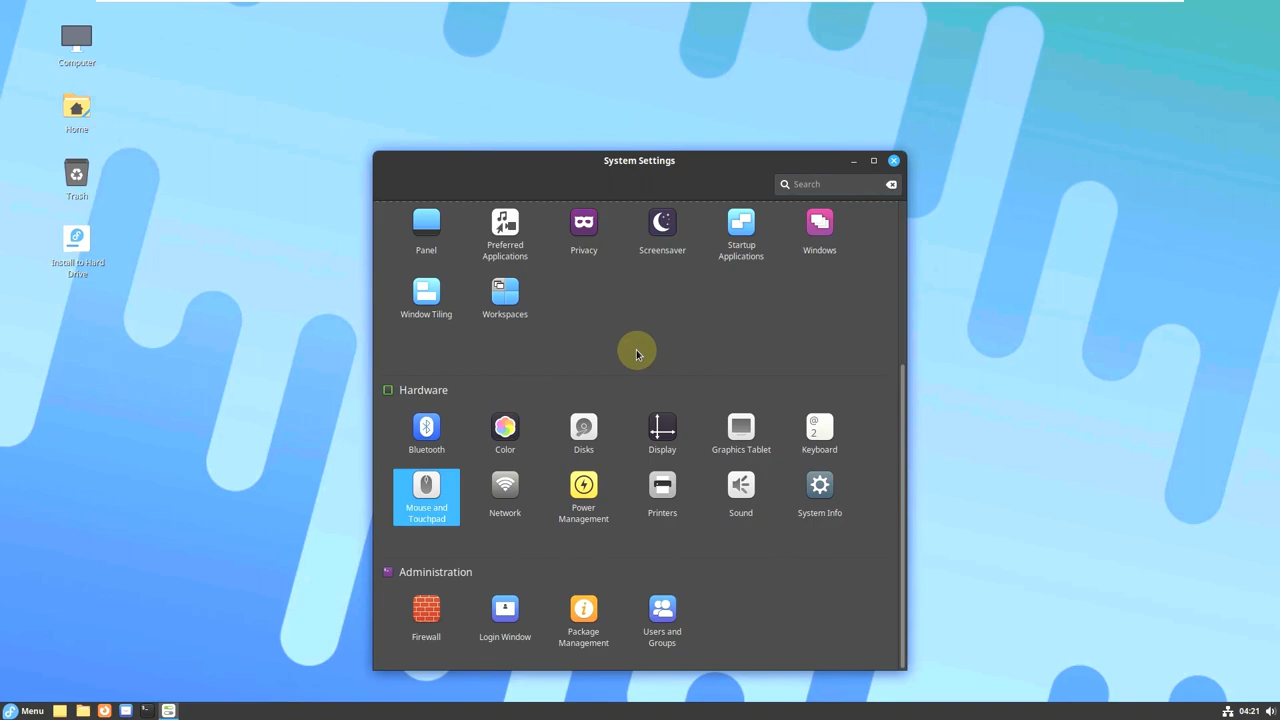 Computer
Home
Trash
Install to Hard
Drive
System Settings
Search
Panel
Preferred
Applications
Privacy
Screensaver
Startup
Applications
Windows
Window Tiling
Workspaces
Hardware
Bluetooth
Color
Disks
Display
Graphics Tablet
@
2
Keyboard
Mouse and
Touchpad
Network
Power
Management
Printers
Sound
System Info
Administration
Firewall
Login Window
Package
Management
Users and
Groups
Menu
04:21